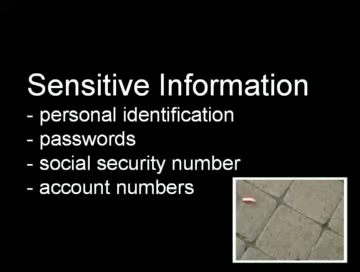 Sensitive Information
- personal identification
- passwords
- social security number
- account numbers